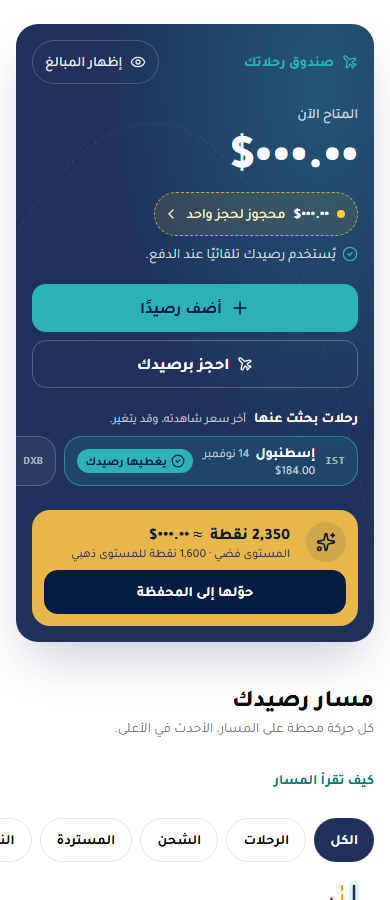 صندوق رحلاتك
إظهار المبالغ
المتاح الآن
$•••.••
$•••.•• محجوز لحجز واحد
يُستخدم رصيدك تلقائيًا عند الدفع.
أضف رصيدًا
احجز برصيدك
رحلات بحثت عنها آخر سعر شاهدته، وقد يتغير.
IST إسطنبول 14 نوفمبر
$184.00
يغطيها رصيدك
DXB
2,350 نقطة ≈ $•••.••
المستوى فضي · 1,600 نقطة للمستوى ذهبي
حوّلها إلى المحفظة
مسار رصيدك
كل حركة محطة على المسار، الأحدث في الأعلى.
كيف تقرأ المسار
الكل
الرحلات
الشحن
المستردة